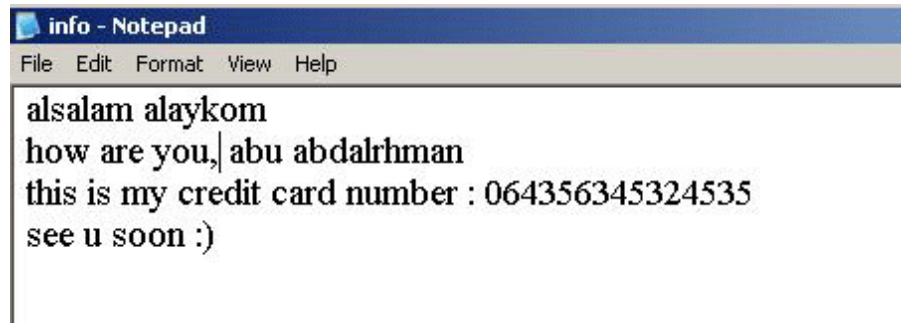 info - Notepad
File Edit Format View Help
alsalam alaykom
how are you, abu abdalrhman
this is my credit card number : 064356345324535
see u soon :)